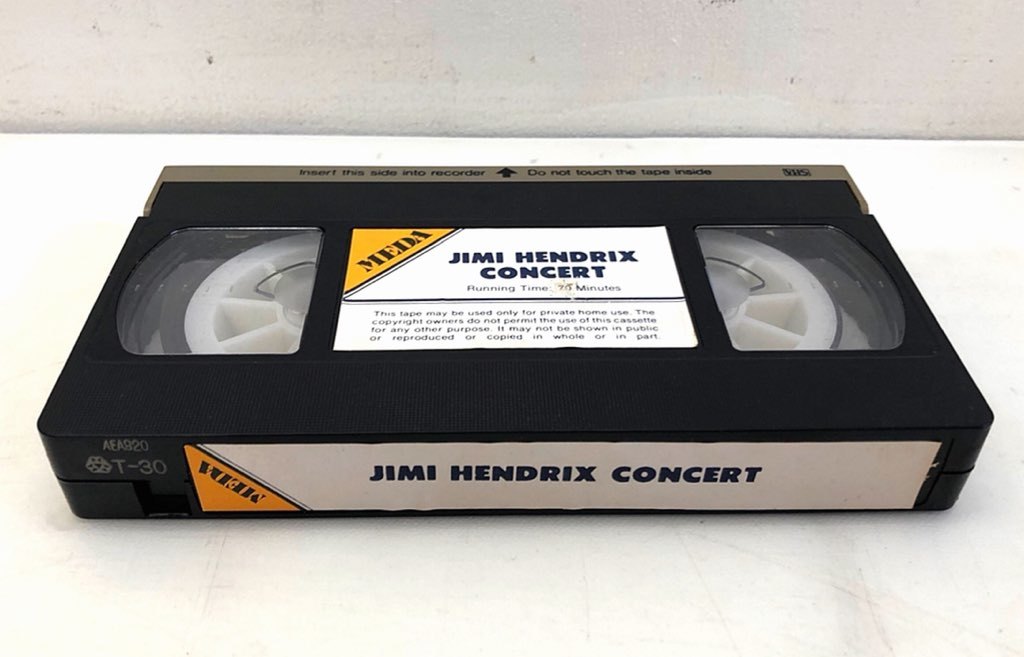 Insert this side into recorder ↑ Do not touch the tape inside VHS
MEDA
JIMI HENDRIX
CONCERT
Running Time: Minutes
This tape may be used only for private home use. The
copyright owners do not permit the use of this cassette
for any other purpose. It may not be shown in public
or reproduced or copied in whole or in part.
AEA920
T-30
MEDA
JIMI HENDRIX CONCERT